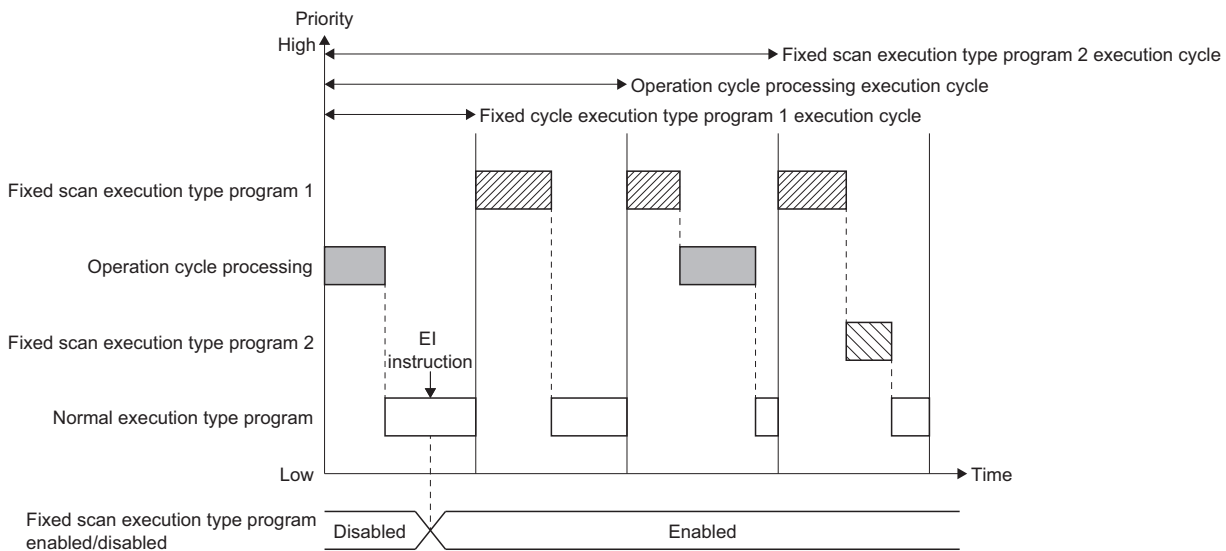 Priority
High
Fixed scan execution type program 2 execution cycle
Operation cycle processing execution cycle
Fixed cycle execution type program 1 execution cycle
Fixed scan execution type program 1
Operation cycle processing
Fixed scan execution type program 2
EI
instruction
Normal execution type program
Low
Time
Fixed scan execution type program
enabled/disabled
Disabled
Enabled